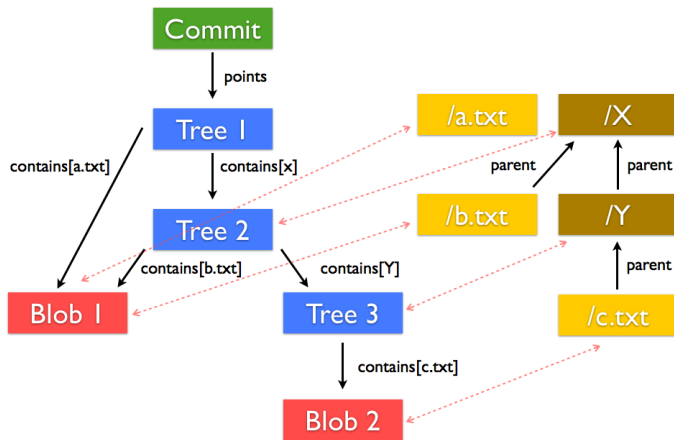 Commit
points
Tree 1
/a.txt
/X
contains[a.txt]
contains[x]
parent
parent
Tree 2
/b.txt
/Y
contains[b.txt]
contains[Y]
parent
Blob 1
Tree 3
/c.txt
contains[c.txt]
Blob 2